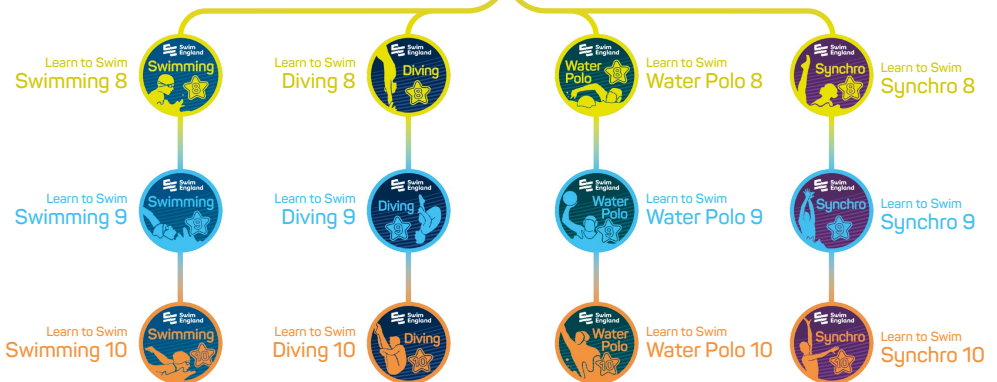 Learn to Swim
Swimming 8
Swim
England
Swimming
8
Learn to Swim
Diving 8
Swim
England
Diving
8
Swim
England
Water
Polo
8
Learn to Swim
Water Polo 8
Swim
England
Synchro
8
Learn to Swim
Synchro 8
Learn to Swim
Swimming 9
Swim
England
Swimming
9
Learn to Swim
Diving 9
Swim
England
Diving
9
Swim
England
Water
Polo
9
Learn to Swim
Water Polo 9
Swim
England
Synchro
9
Learn to Swim
Synchro 9
Learn to Swim
Swimming 10
Swim
England
Swimming
10
Learn to Swim
Diving 10
Swim
England
Diving
10
Swim
England
Water
Polo
10
Learn to Swim
Water Polo 10
Swim
England
Synchro
10
Learn to Swim
Synchro 10